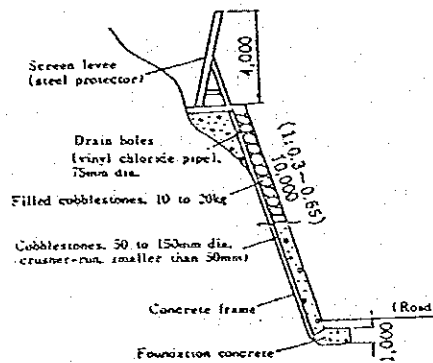 Screen levee
(steel protector)
4,000
Drain holes
(vinyl chloride pipe),
75mm dia.
(1:0.3~0.65)
10,000
Filled cobblestones, 10 to 20kg
Cobblestones, 50 to 150mm dia,
crusher-run, smaller than 50mm)
Concrete frame
(Road
Foundation concrete